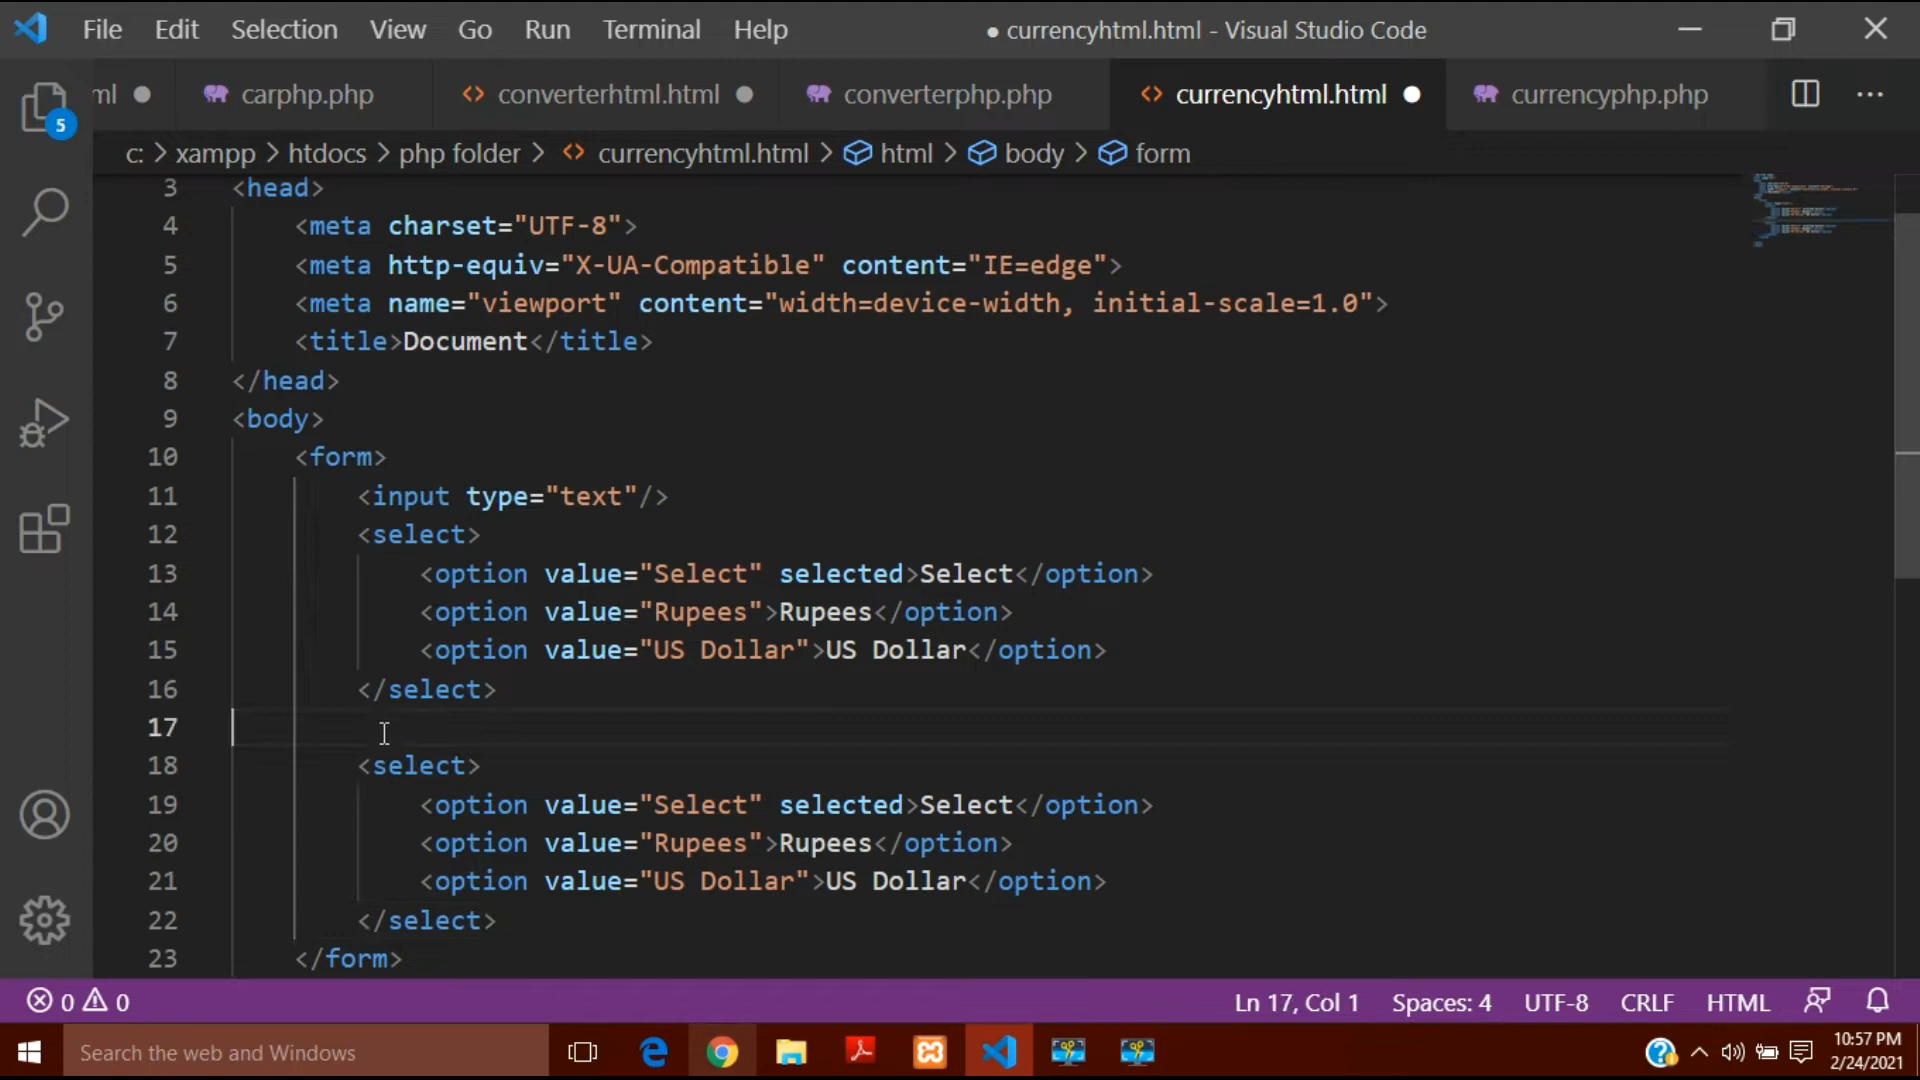 File Edit Selection View Go Run Terminal Help ● currencyhtml.html - Visual Studio Code
ml carphp.php <> converterhtml.html converterphp.php <> currencyhtml.html currencyphp.php ...
5
c: > xampp > htdocs > php folder > <> currencyhtml.html > html > body > form
3 <head>
4 <meta charset="UTF-8">
5 <meta http-equiv="X-UA-Compatible" content="IE=edge">
6 <meta name="viewport" content="width=device-width, initial-scale=1.0">
7 <title>Document</title>
8 </head>
9 <body>
10 <form>
11 <input type="text"/>
12 <select>
13 <option value="Select" selected>Select</option>
14 <option value="Rupees">Rupees</option>
15 <option value="US Dollar">US Dollar</option>
16 </select>
17
18 <select>
19 <option value="Select" selected>Select</option>
20 <option value="Rupees">Rupees</option>
21 <option value="US Dollar">US Dollar</option>
22 </select>
23 </form>
0 0 Ln 17, Col 1 Spaces: 4 UTF-8 CRLF HTML
Search the web and Windows
10:57 PM
2/24/2021